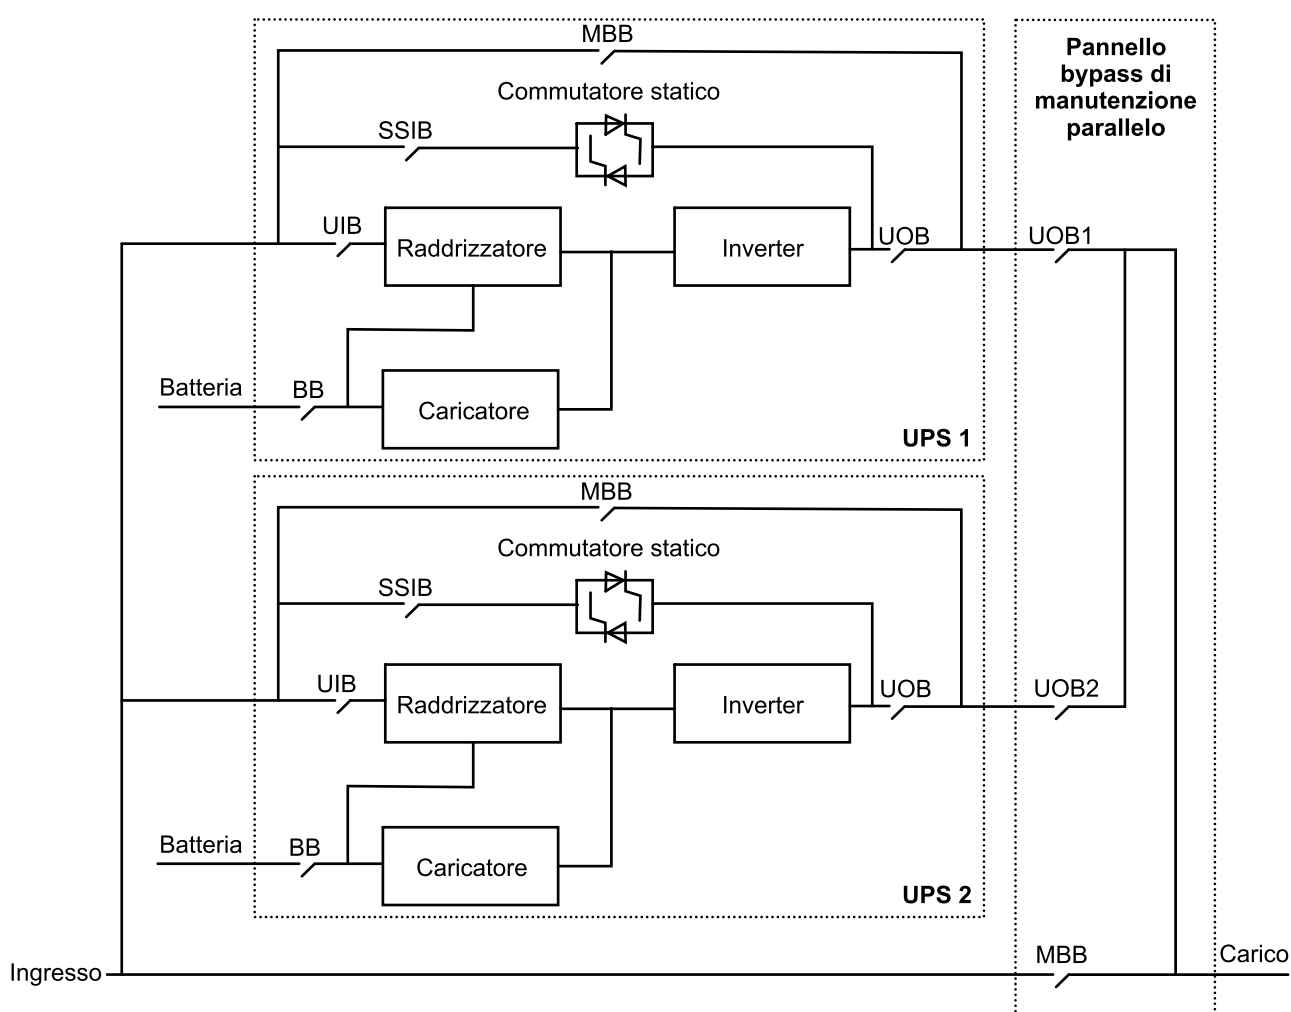 MBB
Pannello
bypass di
manutenzione
parallelo
Commutatore statico
SSIB
UIB
Raddrizzatore
Inverter
UOB
UOB1
Batteria
BB
Caricatore
UPS 1
MBB
Commutatore statico
SSIB
UIB
Raddrizzatore
Inverter
UOB
UOB2
Batteria
BB
Caricatore
UPS 2
Ingresso
MBB
Carico